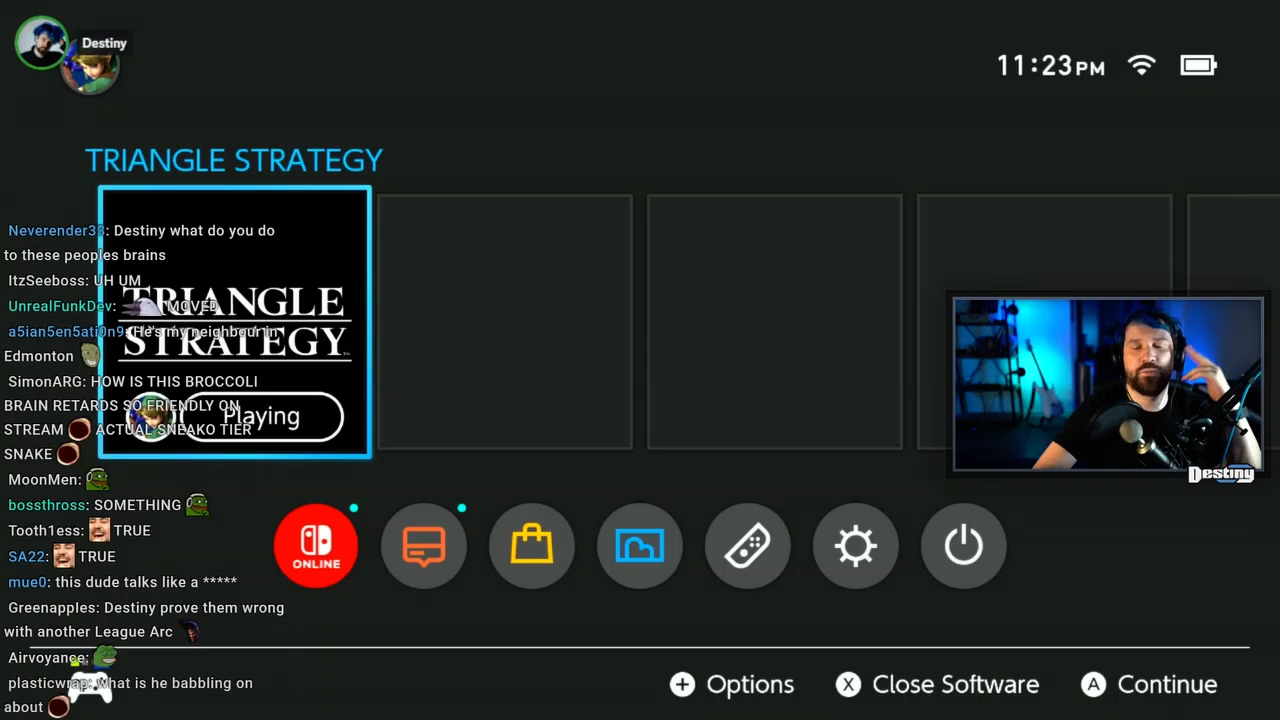 Destiny
11:23 PM
TRIANGLE STRATEGY
Neverender33: Destiny what do you do
to these peoples brains
ItzSeeboss: UH UM
UnrealFunkDev: MOVED
a5ian5en5ati0n9: He's my neighbour in
Edmonton
SimonARG: HOW IS THIS BROCCOLI
BRAIN RETARDS SO FRIENDLY ON
STREAM ACTUAL SNEAKO TIER
SNAKE
MoonMen:
bossthross: SOMETHING
Tooth1ess: TRUE
SA22: TRUE
mue0: this dude talks like a *****
Greenapples: Destiny prove them wrong
with another League Arc
Airvoyance:
plasticwrap: what is he babbling on
about
TRIANGLE
STRATEGY
Playing
Destiny
ONLINE
+ Options
X Close Software
A Continue